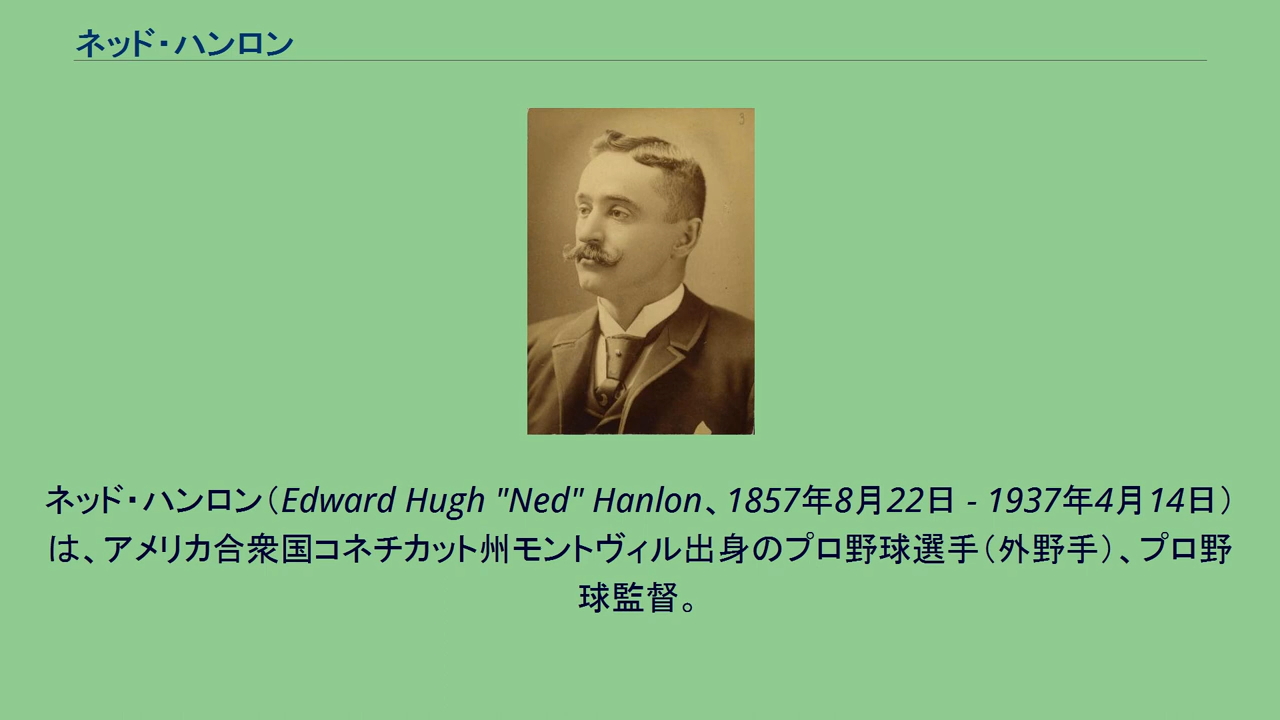 ネッド・ハンロン
3
ネッド・ハンロン（Edward Hugh "Ned" Hanlon、1857年8月22日 - 1937年4月14日）
は、アメリカ合衆国コネチカット州モントヴィル出身のプロ野球選手（外野手）、プロ野
球監督。